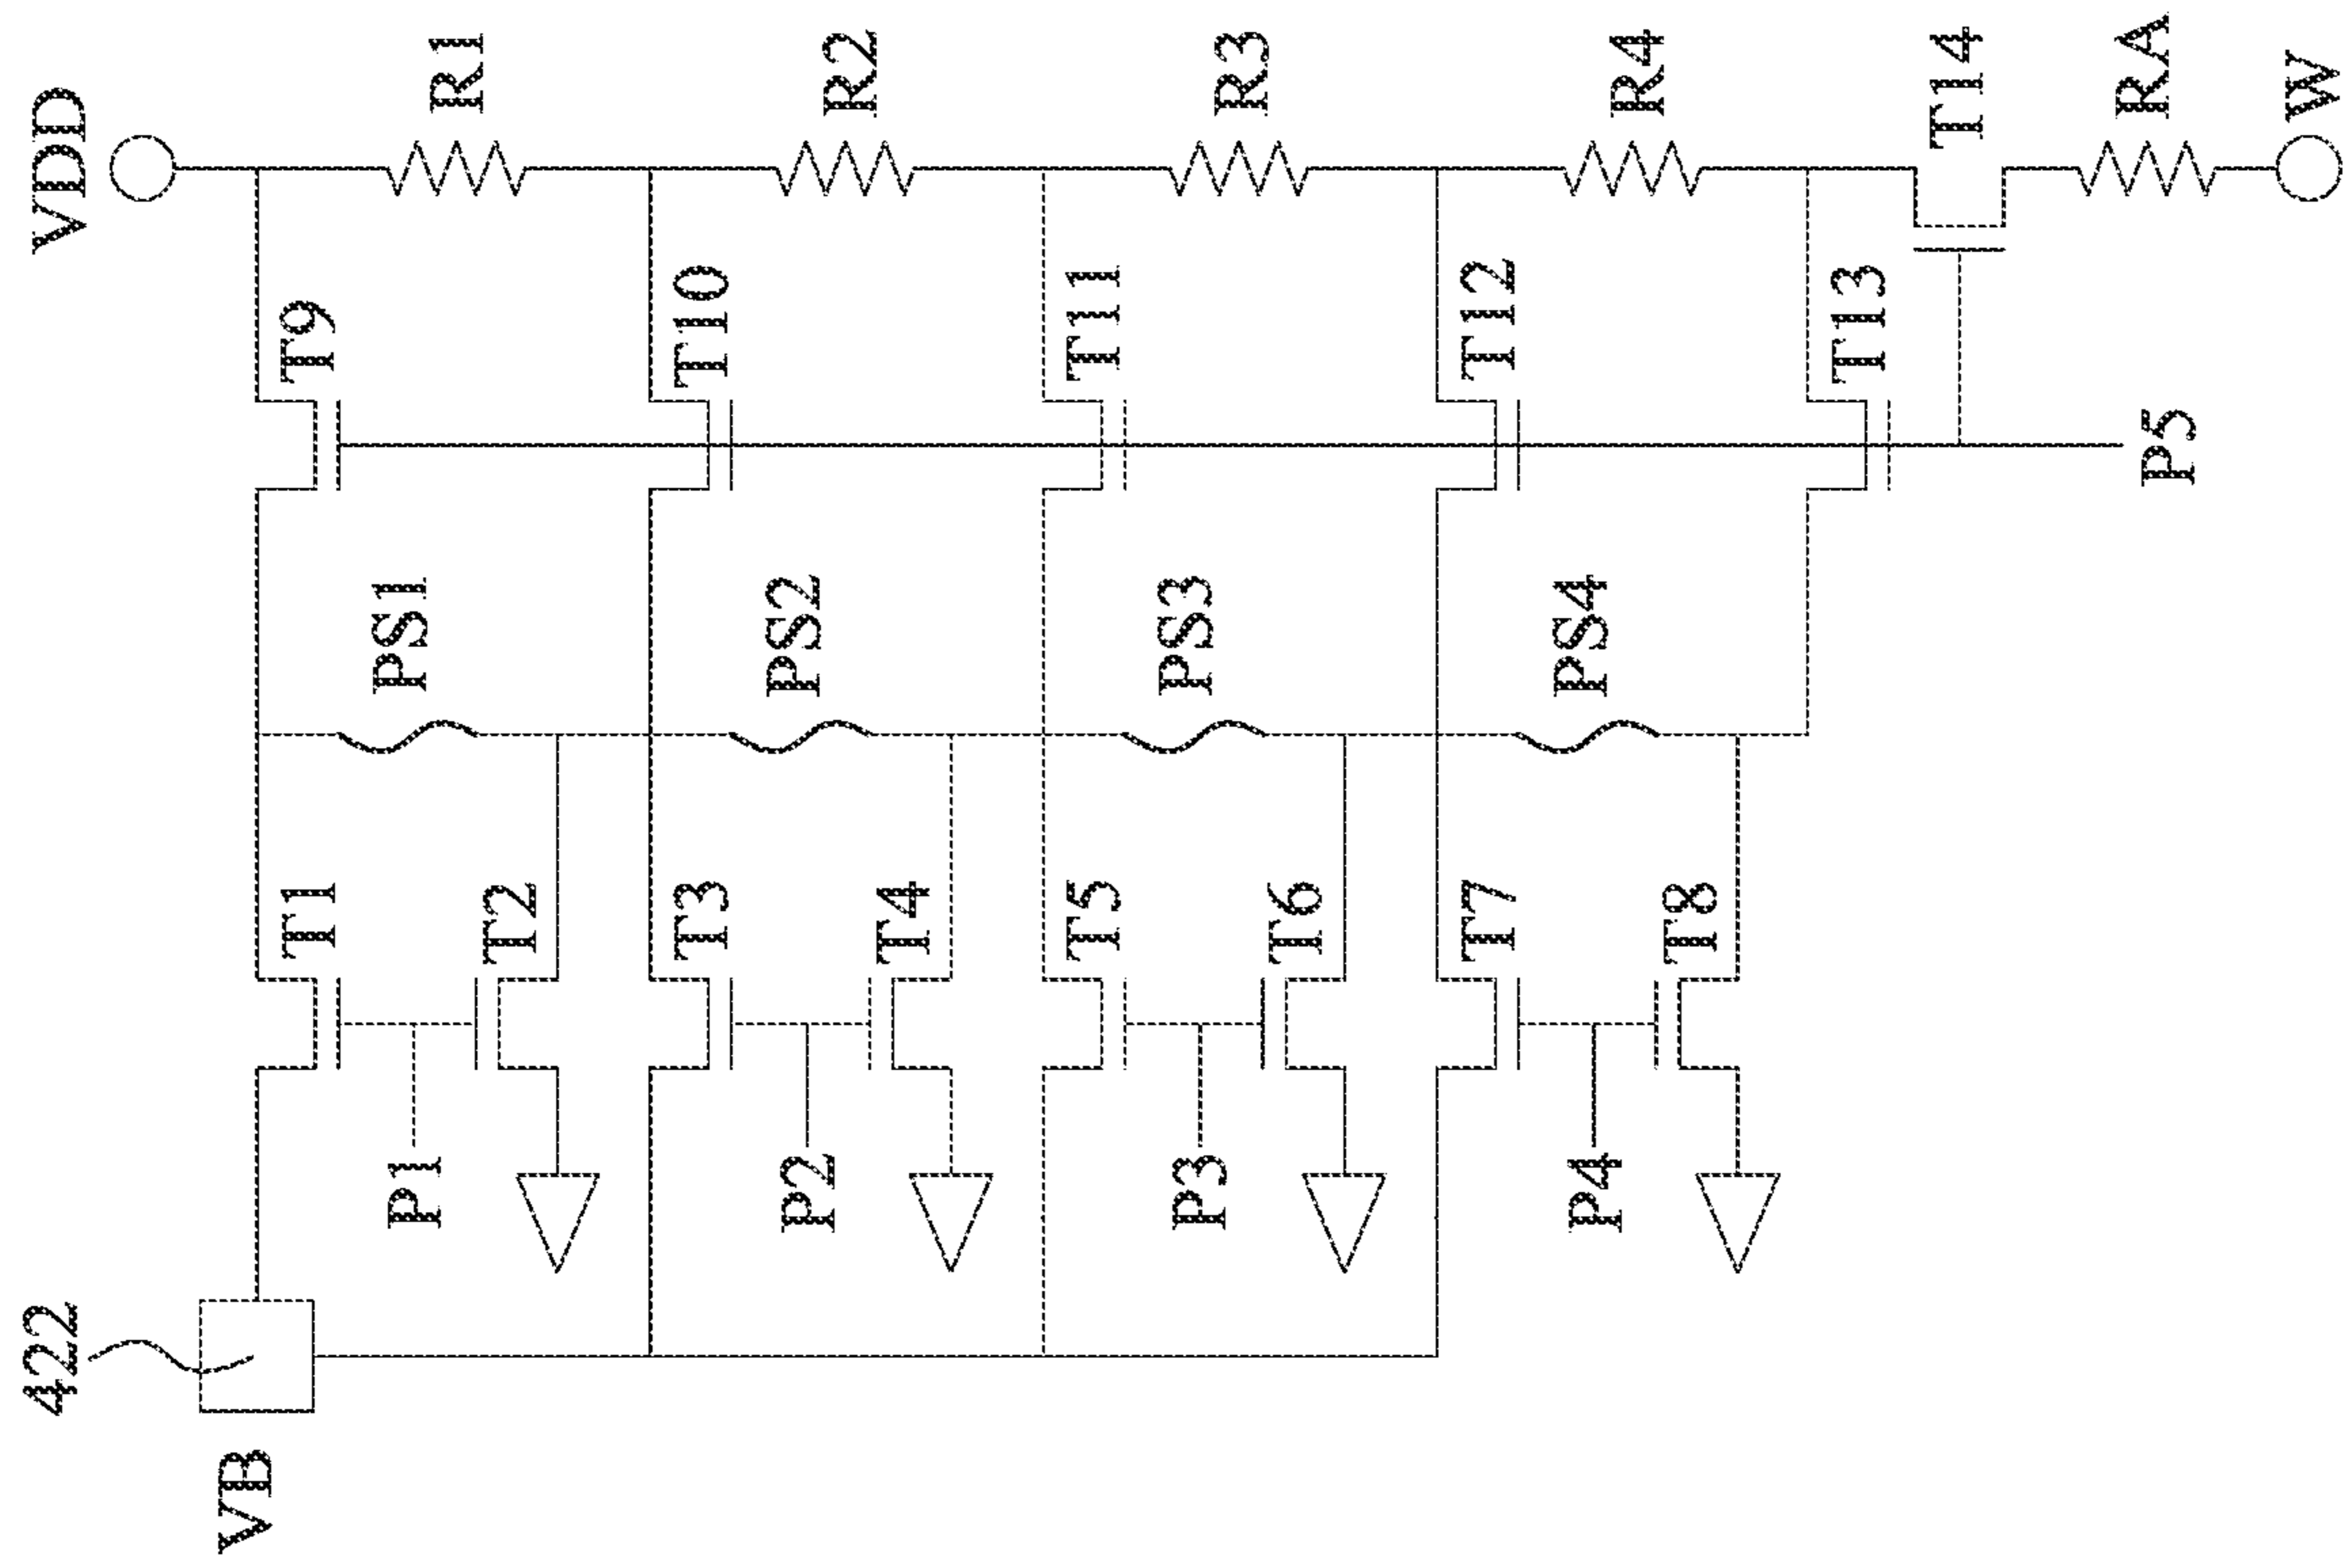 VDD
R1
R2
R3
R4
T14
RA
W
T9
T10
T11
T12
T13
P5
PS1
PS2
PS3
PS4
T1
T2
T3
T4
T5
T6
T7
T8
P1
P2
P3
P4
422
VB